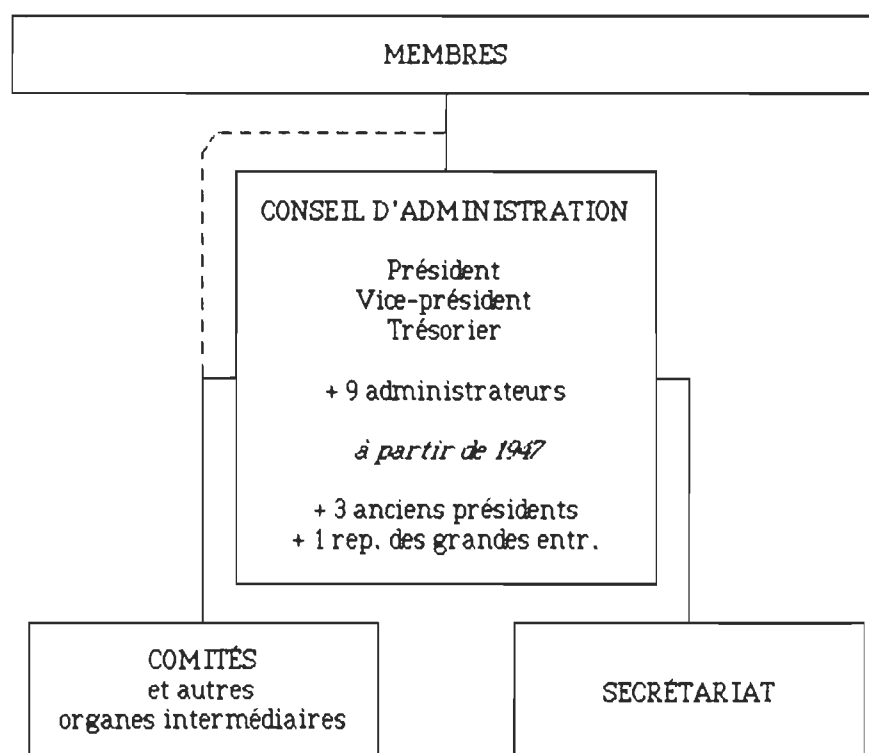 MEMBRES
CONSEIL D'ADMINISTRATION
Président
Vice-président
Trésorier
+ 9 administrateurs
à partir de 1947
+ 3 anciens présidents
+ 1 rep. des grandes entr.
COMITÉS
et autres
organes intermédiaires
SECRÉTARIAT